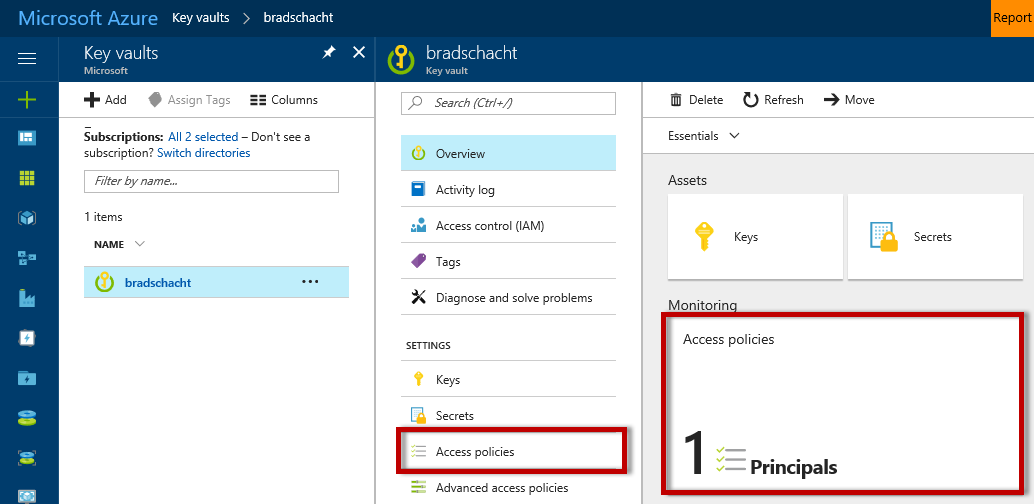 Microsoft Azure Key vaults > bradschacht
Report
Key vaults
Microsoft
Add Assign Tags Columns
Subscriptions: All 2 selected – Don't see a
subscription? Switch directories
Filter by name...
1 items
NAME
bradschacht ...
bradschacht
Key vault
Search (Ctrl+/)
Overview
Activity log
Access control (IAM)
Tags
Diagnose and solve problems
SETTINGS
Keys
Secrets
Access policies
Advanced access policies
Delete Refresh Move
Essentials
Assets
Keys
Secrets
Monitoring
Access policies
1 Principals